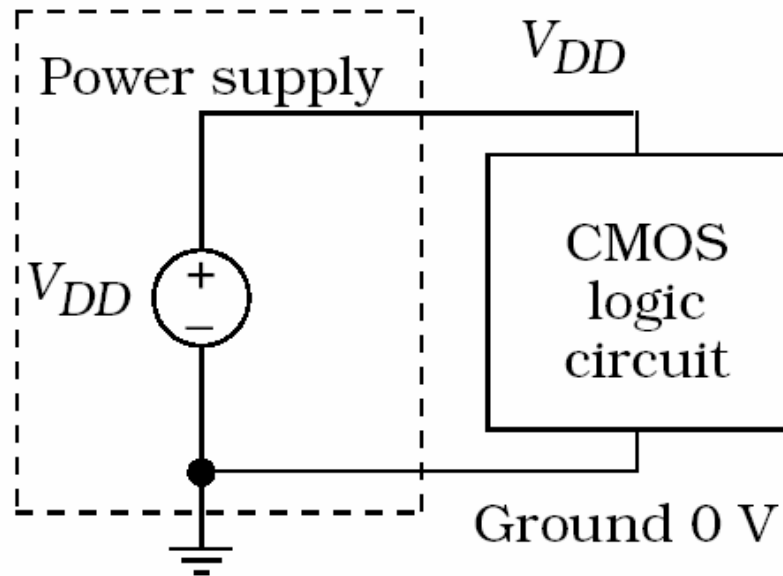 Power supply
V_DD
V_DD
+
−
CMOS
logic
circuit
Ground 0 V